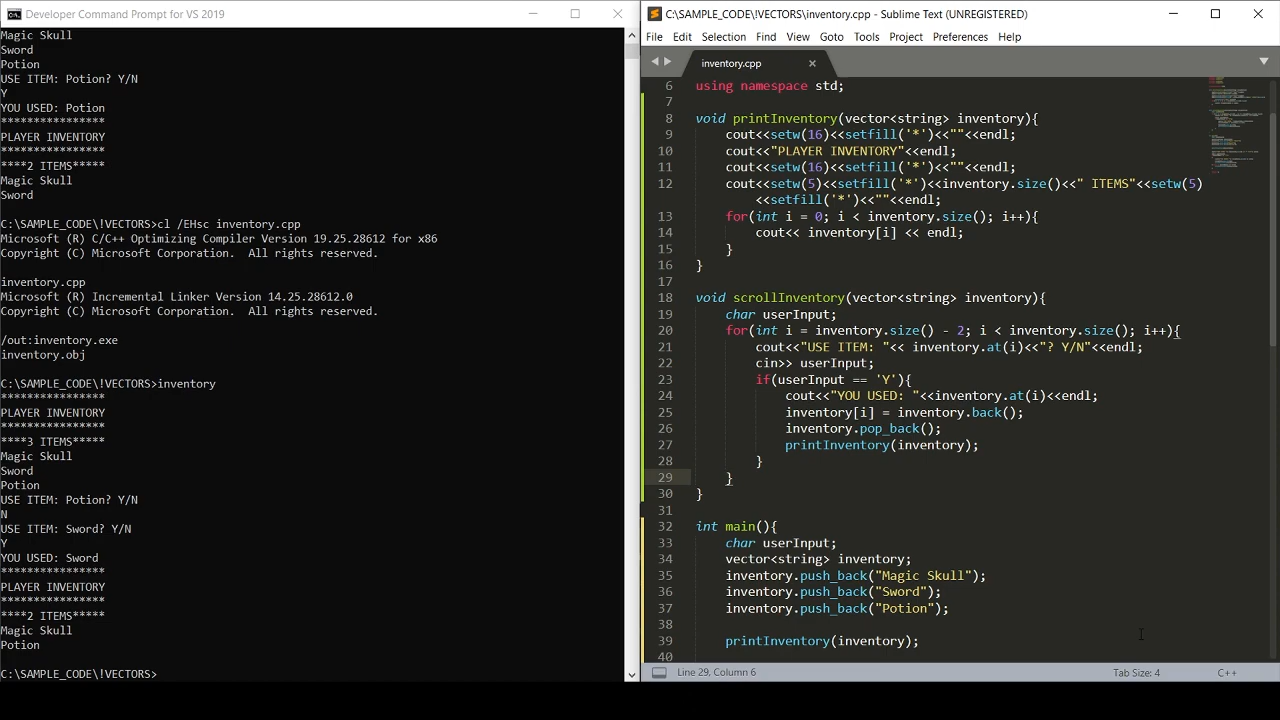 Developer Command Prompt for VS 2019
Magic Skull
Sword
Potion
USE ITEM: Potion? Y/N
Y
YOU USED: Potion
****************
PLAYER INVENTORY
****************
****2 ITEMS*****
Magic Skull
Sword
C:\SAMPLE_CODE\!VECTORS>cl /EHsc inventory.cpp
Microsoft (R) C/C++ Optimizing Compiler Version 19.25.28612 for x86
Copyright (C) Microsoft Corporation.  All rights reserved.
inventory.cpp
Microsoft (R) Incremental Linker Version 14.25.28612.0
Copyright (C) Microsoft Corporation.  All rights reserved.
/out:inventory.exe
inventory.obj
C:\SAMPLE_CODE\!VECTORS>inventory
****************
PLAYER INVENTORY
****************
****3 ITEMS*****
Magic Skull
Sword
Potion
USE ITEM: Potion? Y/N
N
USE ITEM: Sword? Y/N
Y
YOU USED: Sword
****************
PLAYER INVENTORY
****************
****2 ITEMS*****
Magic Skull
Potion
C:\SAMPLE_CODE\!VECTORS>
C:\SAMPLE_CODE\!VECTORS\inventory.cpp - Sublime Text (UNREGISTERED)
File Edit Selection Find View Goto Tools Project Preferences Help
inventory.cpp
6 using namespace std;
7
8 void printInventory(vector<string> inventory){
9     cout<<setw(16)<<setfill('*')<<""<<endl;
10     cout<<"PLAYER INVENTORY"<<endl;
11     cout<<setw(16)<<setfill('*')<<""<<endl;
12     cout<<setw(5)<<setfill('*')<<inventory.size()<<" ITEMS"<<setw(5)
<<setfill('*')<<""<<endl;
13     for(int i = 0; i < inventory.size(); i++){
14         cout<< inventory[i] << endl;
15     }
16 }
17
18 void scrollInventory(vector<string> inventory){
19     char userInput;
20     for(int i = inventory.size() - 2; i < inventory.size(); i++){
21         cout<<"USE ITEM: "<< inventory.at(i)<<"? Y/N"<<endl;
22         cin>> userInput;
23         if(userInput == 'Y'){
24             cout<<"YOU USED: "<<inventory.at(i)<<endl;
25             inventory[i] = inventory.back();
26             inventory.pop_back();
27             printInventory(inventory);
28         }
29     }
30 }
31
32 int main(){
33     char userInput;
34     vector<string> inventory;
35     inventory.push_back("Magic Skull");
36     inventory.push_back("Sword");
37     inventory.push_back("Potion");
38
39     printInventory(inventory);
40
Line 29, Column 6
Tab Size: 4
C++